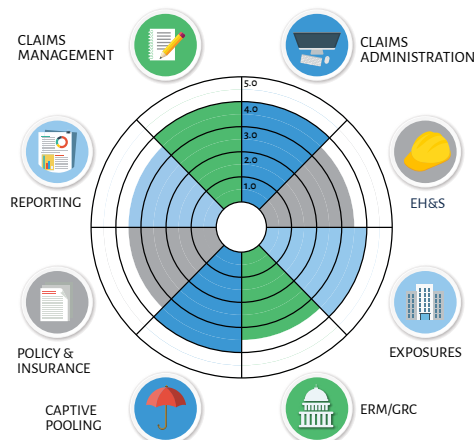 CLAIMS
MANAGEMENT
CLAIMS
ADMINISTRATION
5.0
4.0
3.0
2.0
1.0
REPORTING
EH&S
POLICY &
INSURANCE
EXPOSURES
CAPTIVE
POOLING
ERM/GRC